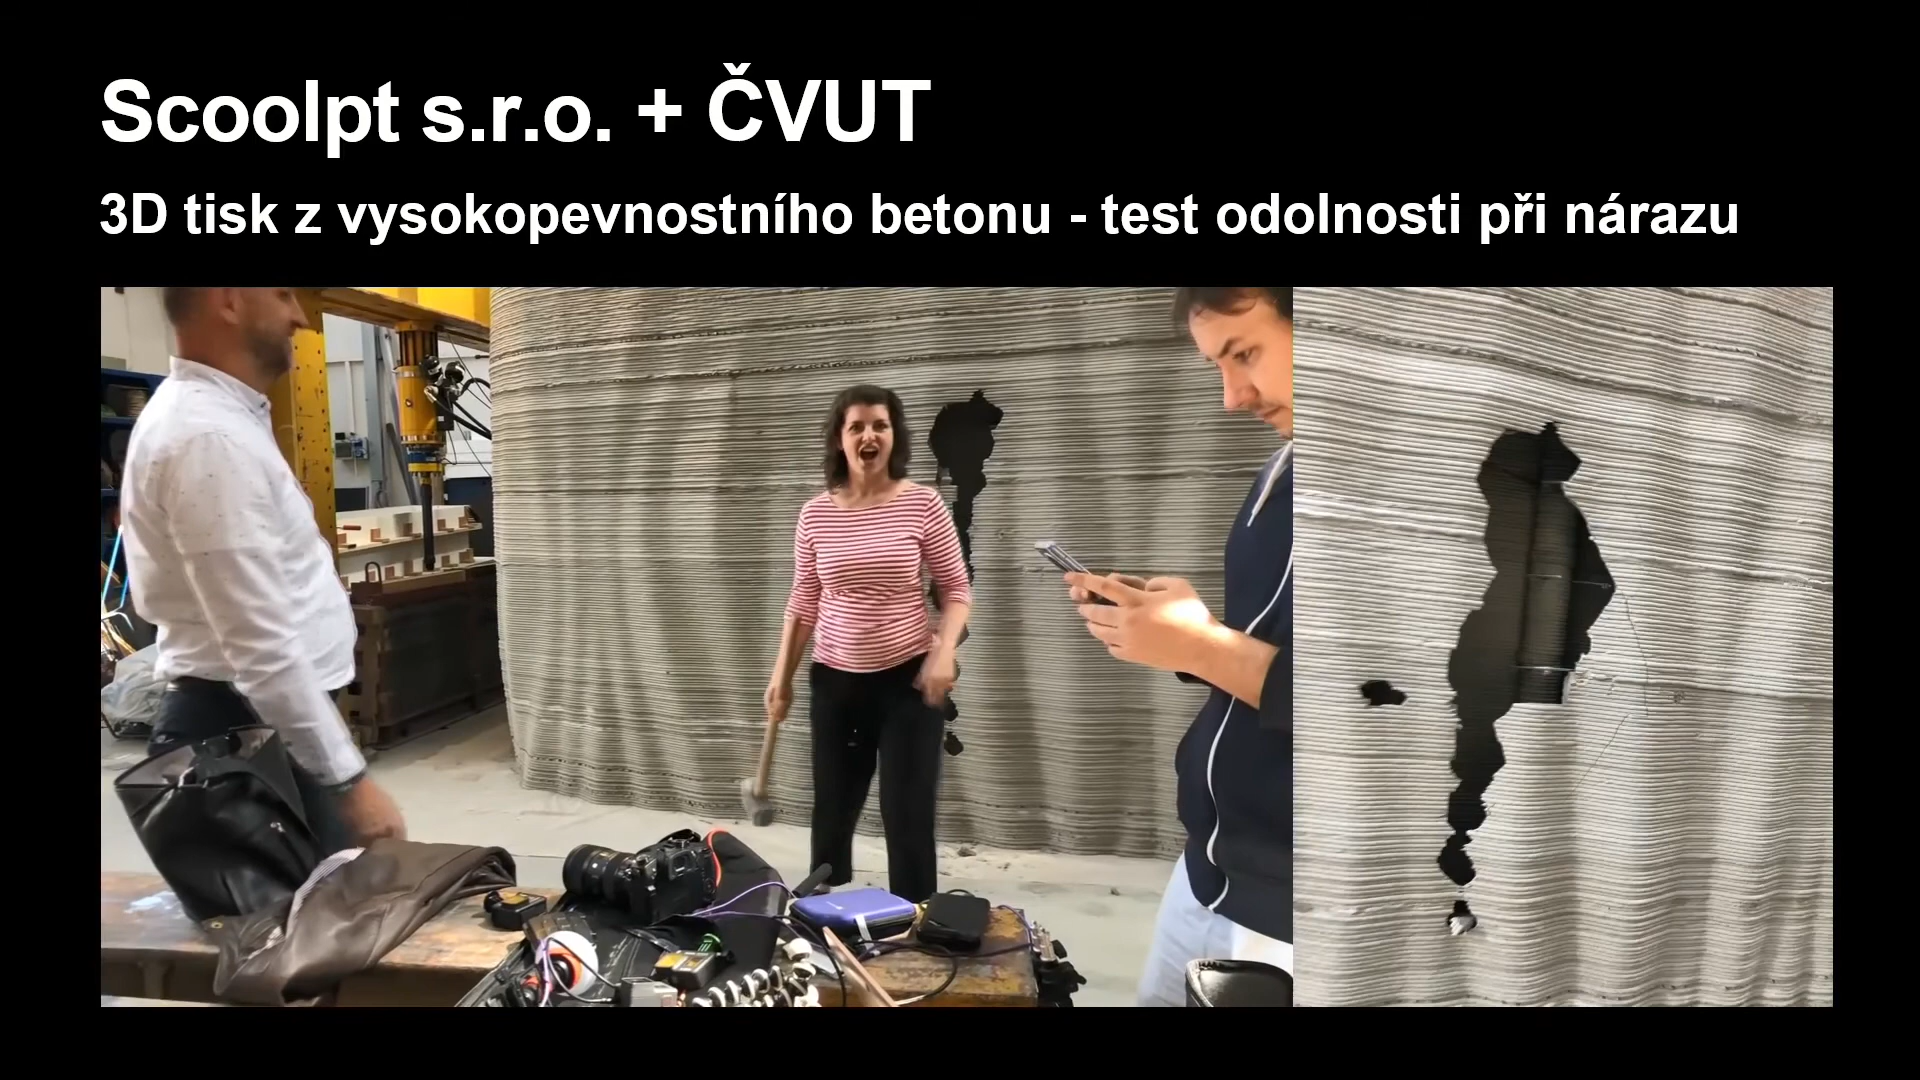 Scoolpt s.r.o. + ČVUT
3D tisk z vysokopevnostního betonu - test odolnosti při nárazu